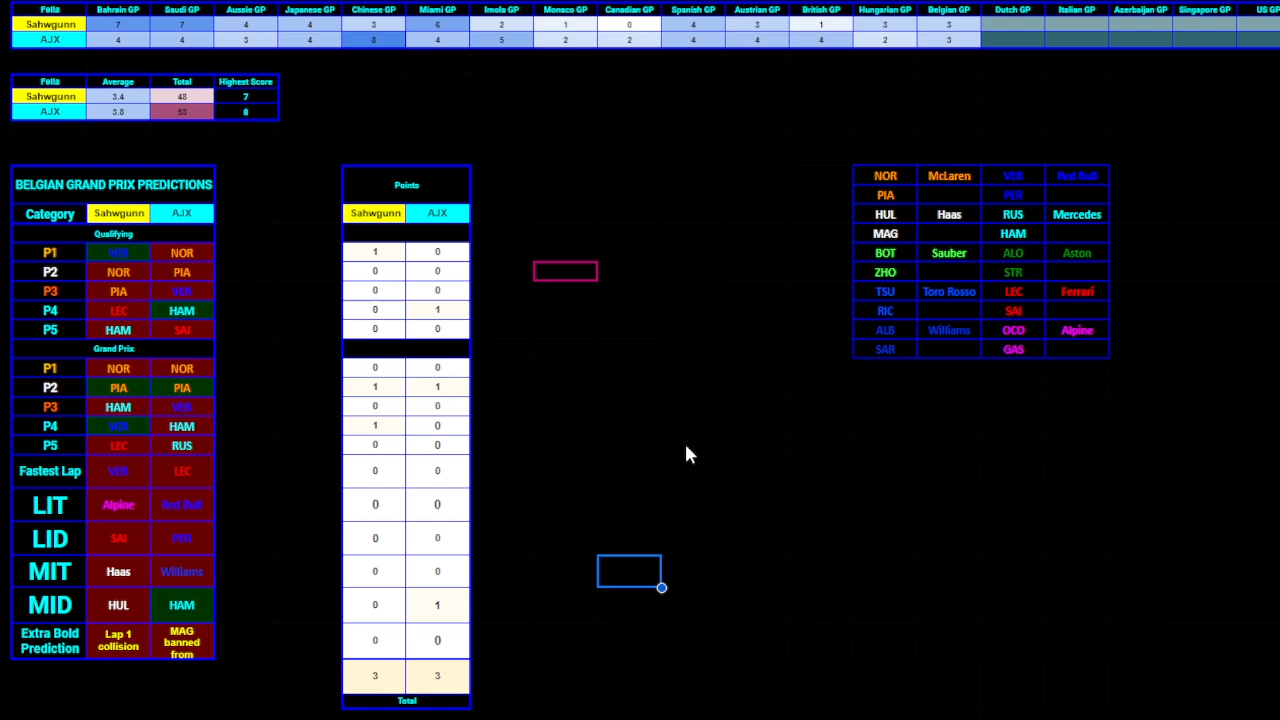 Fella Bahrain GP Saudi GP Aussie GP Japanese GP Chinese GP Miami GP Imola GP Monaco GP Canadian GP Spanish GP Austrian GP British GP Hungarian GP Belgian GP Dutch GP Italian GP Azerbaijan GP Singapore GP US GP
Sahwgunn 7 7 4 4 3 6 2 1 0 4 3 1 3 3
AJX 4 4 3 4 8 4 5 2 2 4 4 4 2 3
Fella Average Total Highest Score
Sahwgunn 3.4 48 7
AJX 3.8 53 8
BELGIAN GRAND PRIX PREDICTIONS
Category Sahwgunn AJX
Qualifying
P1 VER NOR
P2 NOR PIA
P3 PIA VER
P4 LEC HAM
P5 HAM SAI
Grand Prix
P1 NOR NOR
P2 PIA PIA
P3 HAM VER
P4 VER HAM
P5 LEC RUS
Fastest Lap VER LEC
LIT Alpine Red Bull
LID SAI PER
MIT Haas Williams
MID HUL HAM
Extra Bold Prediction Lap 1 collision MAG banned from
Points
Sahwgunn AJX
1 0
0 0
0 0
0 1
0 0
0 0
1 1
0 0
1 0
0 0
0 0
0 0
0 0
0 0
0 1
0 0
3 3
Total
NOR McLaren VER Red Bull
PIA PER
HUL Haas RUS Mercedes
MAG HAM
BOT Sauber ALO Aston
ZHO STR
TSU Toro Rosso LEC Ferrari
RIC SAI
ALB Williams OCO Alpine
SAR GAS